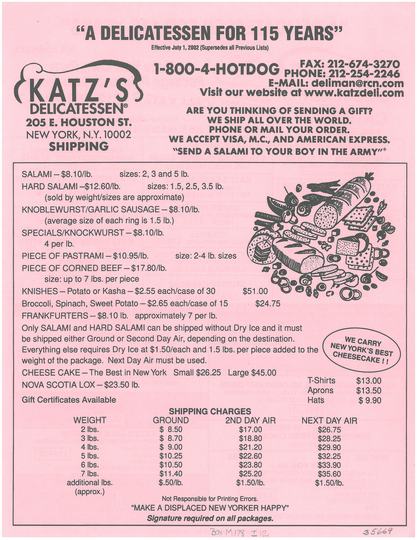 "A DELICATESSEN FOR 115 YEARS"
Effective July 1, 2002 (Supersedes all Previous Lists)
KATZ'S
DELICATESSEN®
205 E. HOUSTON ST.
NEW YORK, N.Y. 10002
SHIPPING
1-800-4-HOTDOG
FAX: 212-674-3270
PHONE: 212-254-2246
E-MAIL: deliman@rcn.com
Visit our website at www.katzdeli.com
ARE YOU THINKING OF SENDING A GIFT?
WE SHIP ALL OVER THE WORLD.
PHONE OR MAIL YOUR ORDER.
WE ACCEPT VISA, M.C., AND AMERICAN EXPRESS.
"SEND A SALAMI TO YOUR BOY IN THE ARMY"®
SALAMI – $8.10/lb. sizes: 2, 3 and 5 lb.
HARD SALAMI –$12.60/lb. sizes: 1.5, 2.5, 3.5 lb.
(sold by weight/sizes are approximate)
KNOBLEWURST/GARLIC SAUSAGE – $8.10/lb.
(average size of each ring is 1.5 lb.)
SPECIALS/KNOCKWURST – $8.10/lb.
4 per lb.
PIECE OF PASTRAMI – $10.95/lb. size: 2-4 lb. sizes
PIECE OF CORNED BEEF – $17.80/lb.
size: up to 7 lbs. per piece
KNISHES – Potato or Kasha – $2.55 each/case of 30 $51.00
Broccoli, Spinach, Sweet Potato – $2.65 each/case of 15 $24.75
FRANKFURTERS – $8.10 lb. approximately 7 per lb.
Only SALAMI and HARD SALAMI can be shipped without Dry Ice and it must
be shipped either Ground or Second Day Air, depending on the destination.
Everything else requires Dry Ice at $1.50/each and 1.5 lbs. per piece added to the
weight of the package. Next Day Air must be used.
WE CARRY
NEW YORK'S BEST
CHEESECAKE !!
CHEESE CAKE – The Best in New York Small $26.25 Large $45.00
NOVA SCOTIA LOX – $23.50 lb.
Gift Certificates Available
T-Shirts $13.00
Aprons $13.50
Hats $ 9.90
SHIPPING CHARGES
WEIGHT GROUND 2ND DAY AIR NEXT DAY AIR
2 lbs. $ 8.50 $17.00 $26.75
3 lbs. $ 8.70 $18.80 $28.25
4 lbs. $ 9.00 $21.20 $29.90
5 lbs. $10.25 $22.60 $32.25
6 lbs. $10.50 $23.80 $33.90
7 lbs. $11.40 $25.20 $35.60
additional lbs. $.50/lb. $1.50/lb. $1.50/lb.
(approx.)
Not Responsible for Printing Errors.
"MAKE A DISPLACED NEW YORKER HAPPY"
Signature required on all packages.
35669